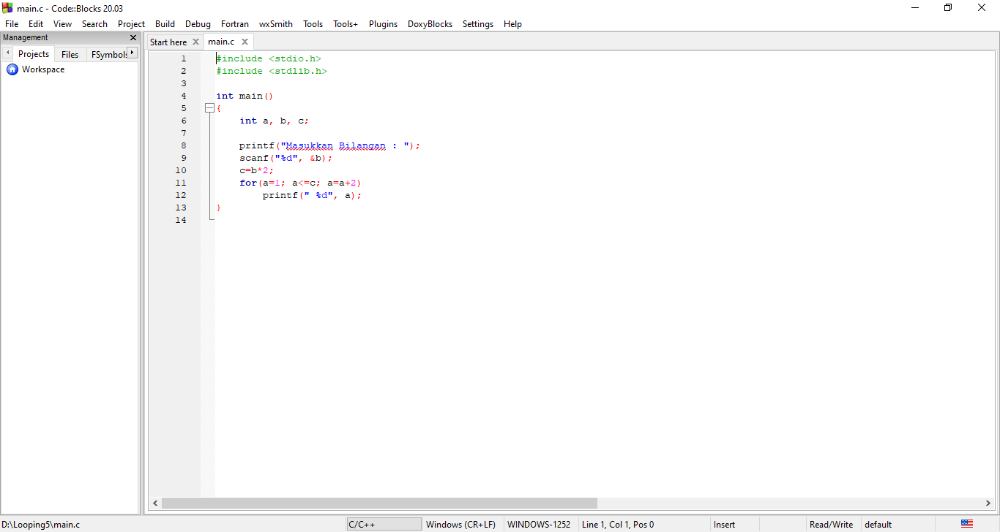 main.c - Code::Blocks 20.03
File Edit View Search Project Build Debug Fortran wxSmith Tools Tools+ Plugins DoxyBlocks Settings Help
Management
Projects Files FSymbols
Workspace
Start here main.c
1 #include <stdio.h>
2 #include <stdlib.h>
3
4 int main()
5 {
6     int a, b, c;
7
8     printf("Masukkan Bilangan : ");
9     scanf("%d", &b);
10     c=b*2;
11     for(a=1; a<=c; a=a+2)
12         printf(" %d", a);
13 }
14
D:\Looping5\main.c C/C++ Windows (CR+LF) WINDOWS-1252 Line 1, Col 1, Pos 0 Insert Read/Write default